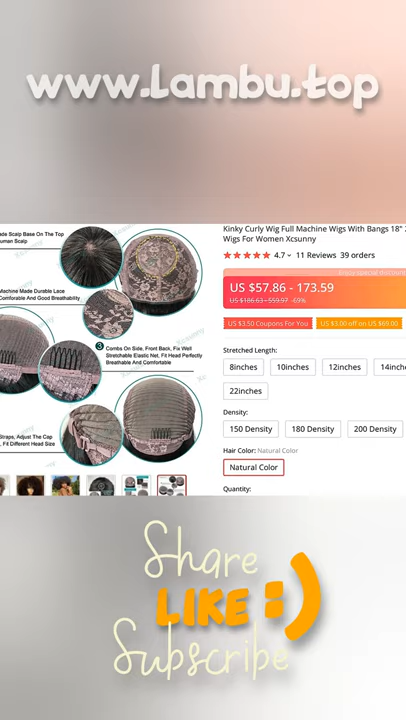 www.Lambu.top
Kinky Curly Wig Full Machine Wigs With Bangs 18"
Wigs For Women Xcsunny
4.7 11 Reviews 39 orders
US $57.86 - 173.59
US $186.63 - 559.97 -69%
US $3.50 Coupons For You
US $3.00 off on US $69.00
Stretched Length:
8inches
10inches
12inches
22inches
Density:
150 Density
180 Density
200 Density
Hair Color: Natural Color
Natural Color
Quantity:
Scalp Base On The Top
uman Scalp
Machine Made Durable Lace
Comforable And Good Breathability
3 Combs On Side, Front Back, Fix Well
Stretchable Elastic Net, Fit Head Perfectly
Breathable And Comfortable
Straps, Adjust The Cap
Fit Different Head Size
Share
LIKE :)
Subscribe